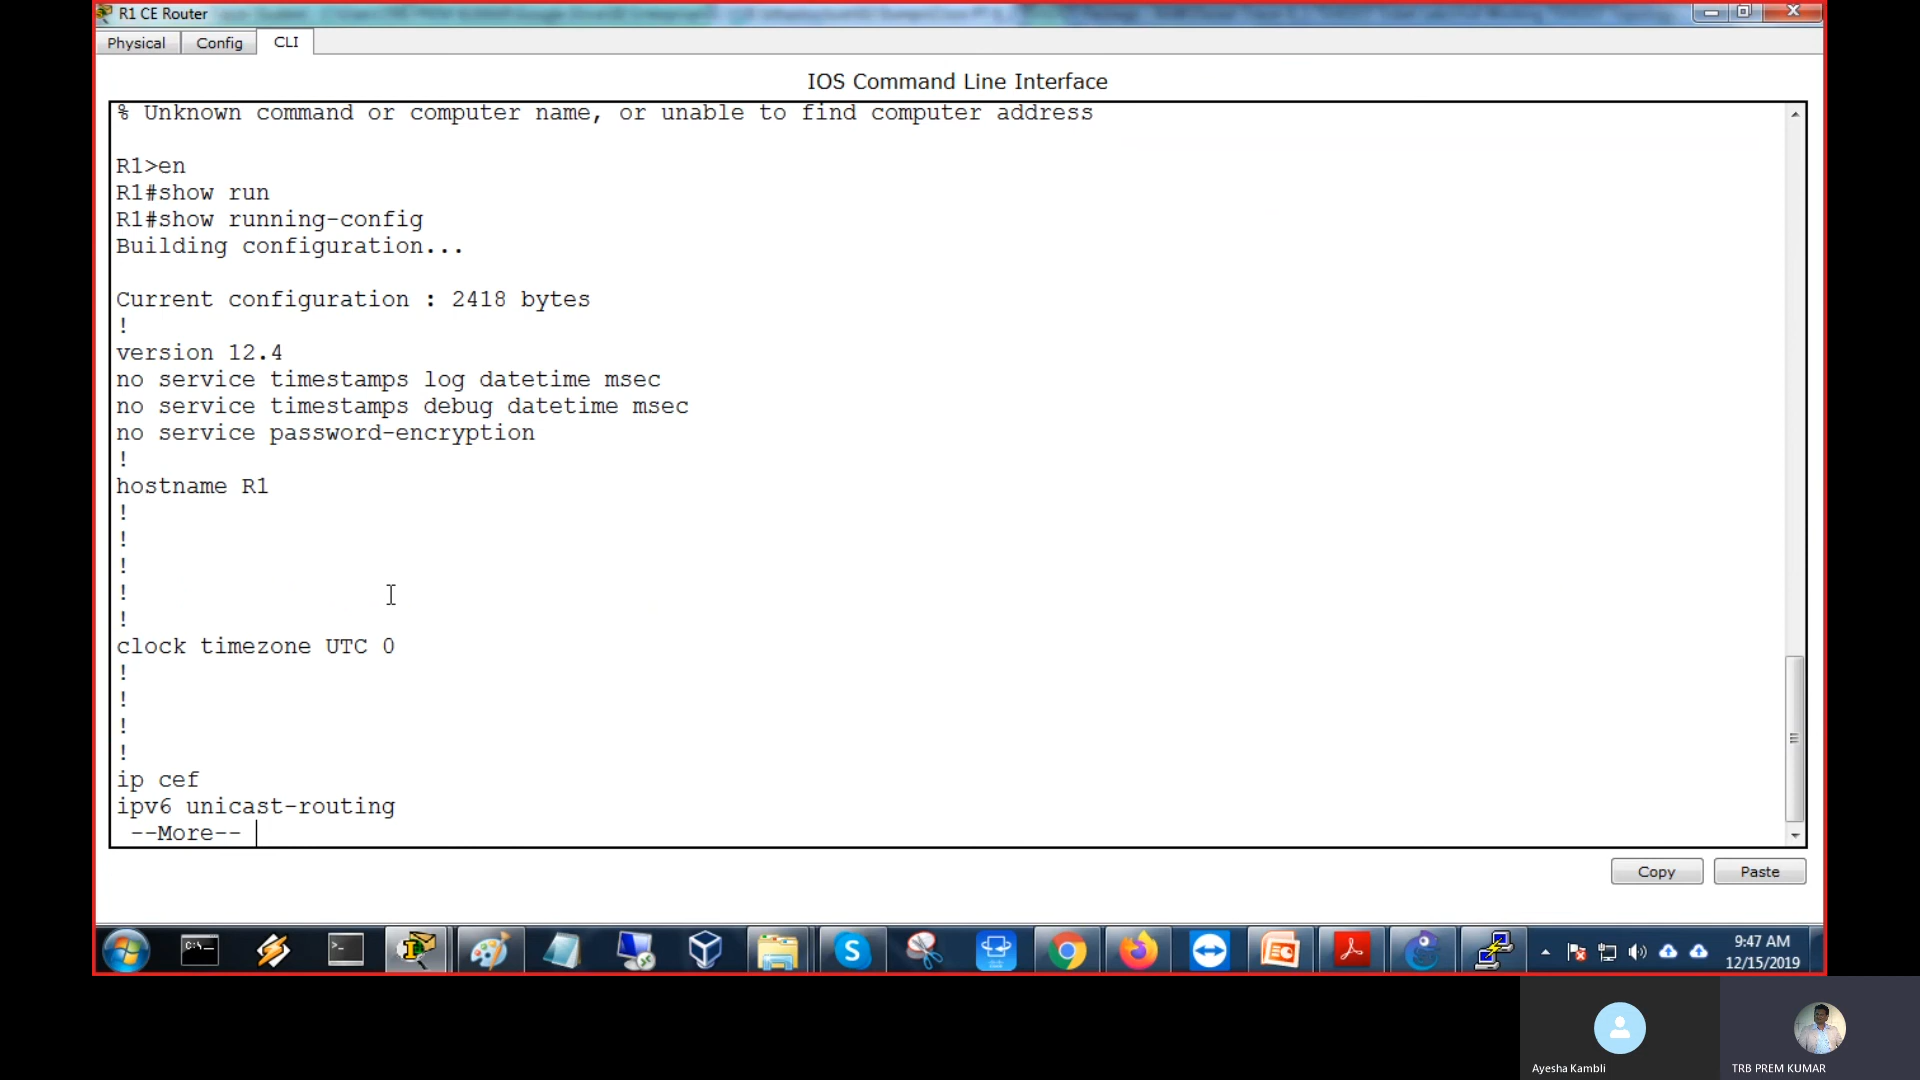 R1 CE Router
Physical
Config
CLI
IOS Command Line Interface
% Unknown command or computer name, or unable to find computer address
R1>en
R1#show run
R1#show running-config
Building configuration...
Current configuration : 2418 bytes
!
version 12.4
no service timestamps log datetime msec
no service timestamps debug datetime msec
no service password-encryption
!
hostname R1
!
!
!
!
!
clock timezone UTC 0
!
!
!
!
ip cef
ipv6 unicast-routing
--More--
Copy
Paste
9:47 AM
12/15/2019
Ayesha Kambli
TRB PREM KUMAR